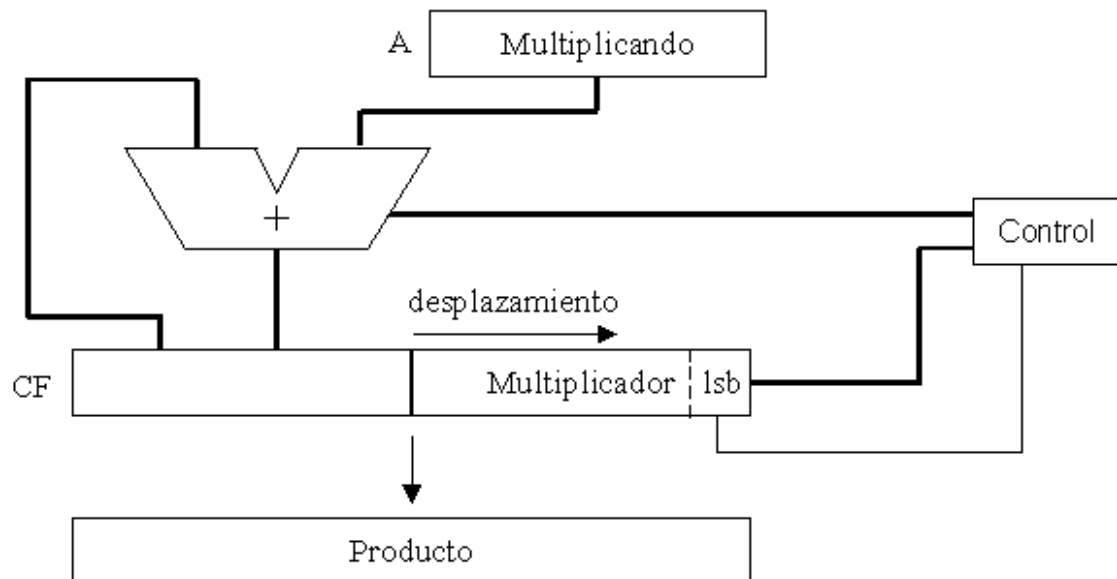 A
Multiplicando
+
Control
desplazamiento
CF
Multiplicador
lsb
Producto